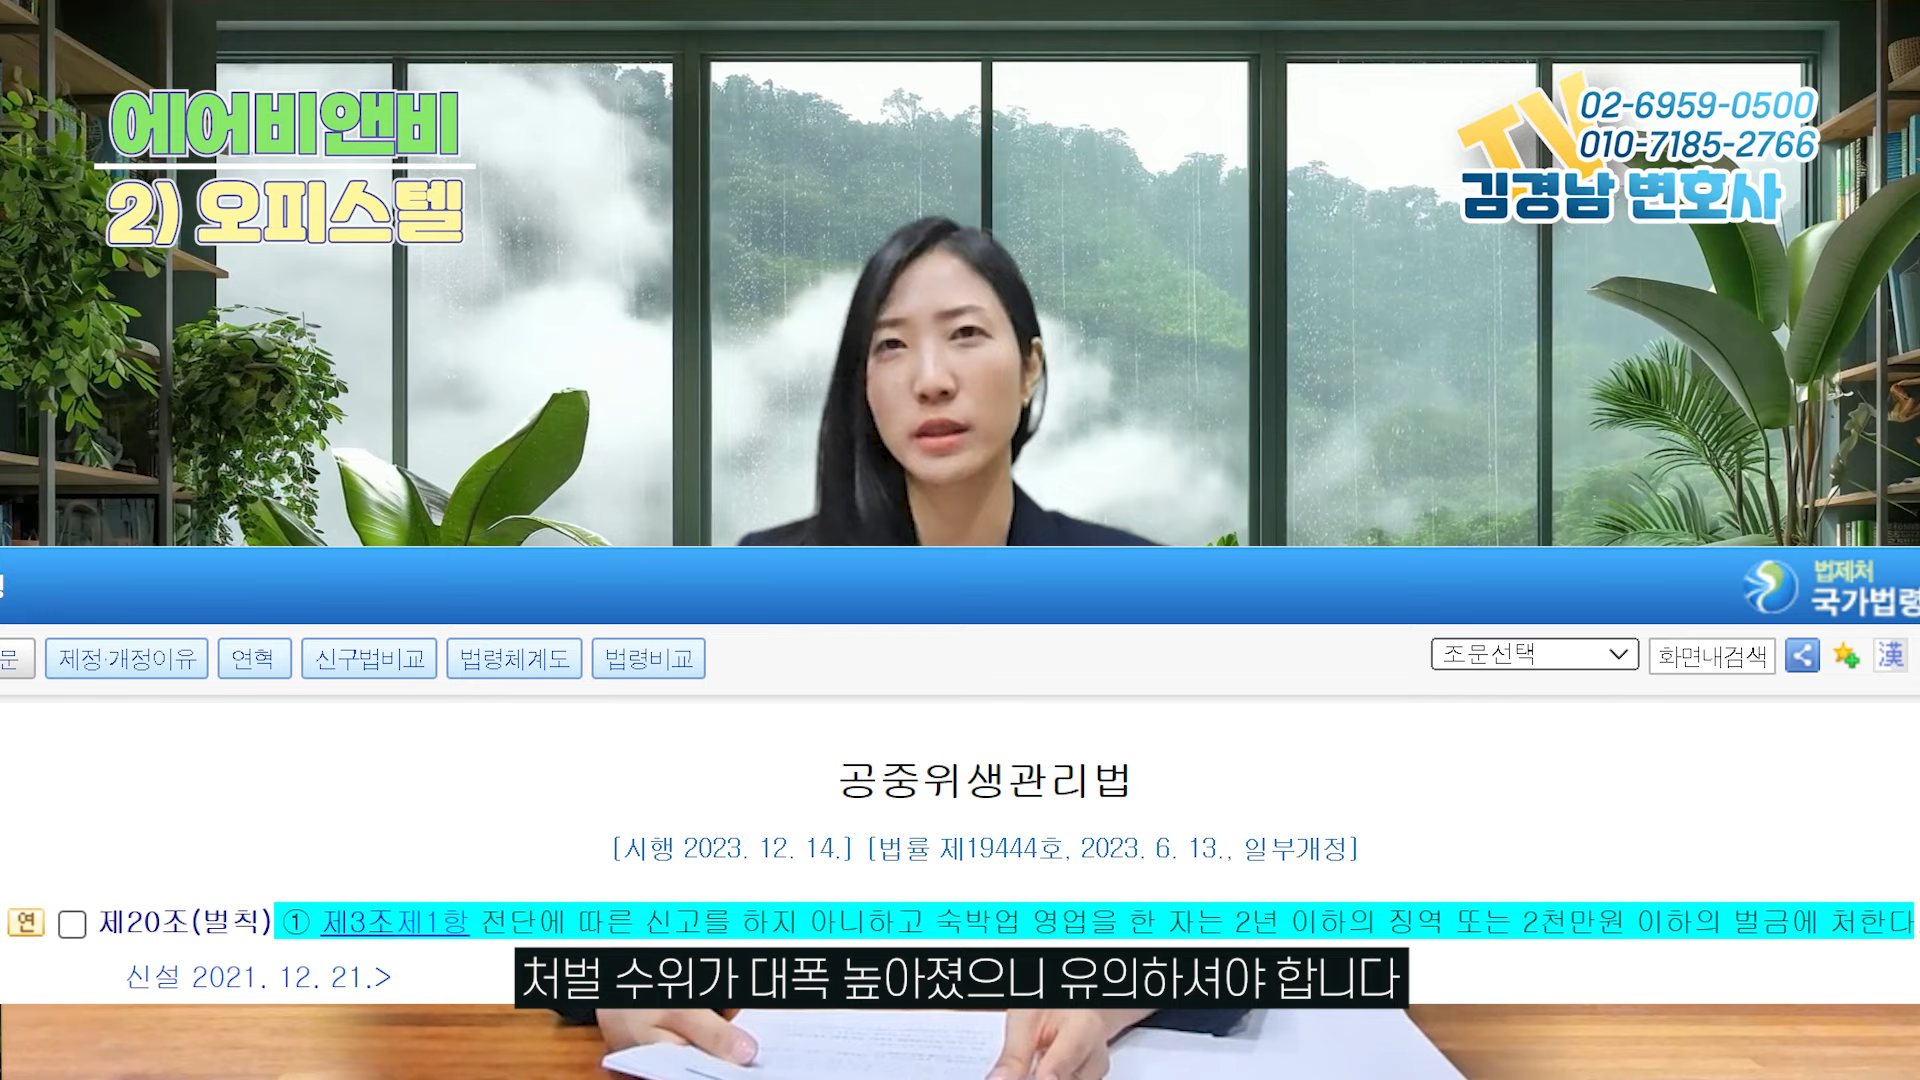 에어비앤비
2) 오피스텔
TV
02-6959-0500
010-7185-2766
김경남 변호사
법제처
국가법령
문
제정·개정이유
연혁
신구법비교
법령체계도
법령비교
조문선택
화면내검색
漢
공중위생관리법
[시행 2023. 12. 14.] [법률 제19444호, 2023. 6. 13., 일부개정]
연 제20조(벌칙) ① 제3조제1항 전단에 따른 신고를 하지 아니하고 숙박업 영업을 한 자는 2년 이하의 징역 또는 2천만원 이하의 벌금에 처한다
신설 2021. 12. 21.>
처벌 수위가 대폭 높아졌으니 유의하셔야 합니다